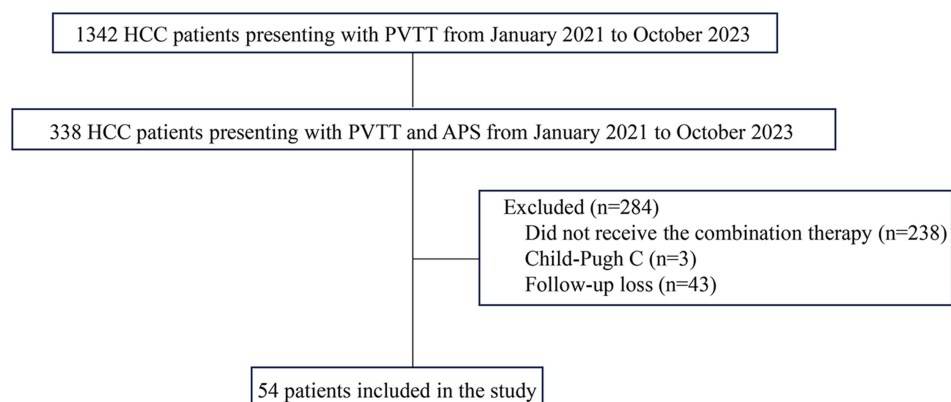 1342 HCC patients presenting with PVTT from January 2021 to October 2023
338 HCC patients presenting with PVTT and APS from January 2021 to October 2023
Excluded (n=284)
Did not receive the combination therapy (n=238)
Child-Pugh C (n=3)
Follow-up loss (n=43)
54 patients included in the study